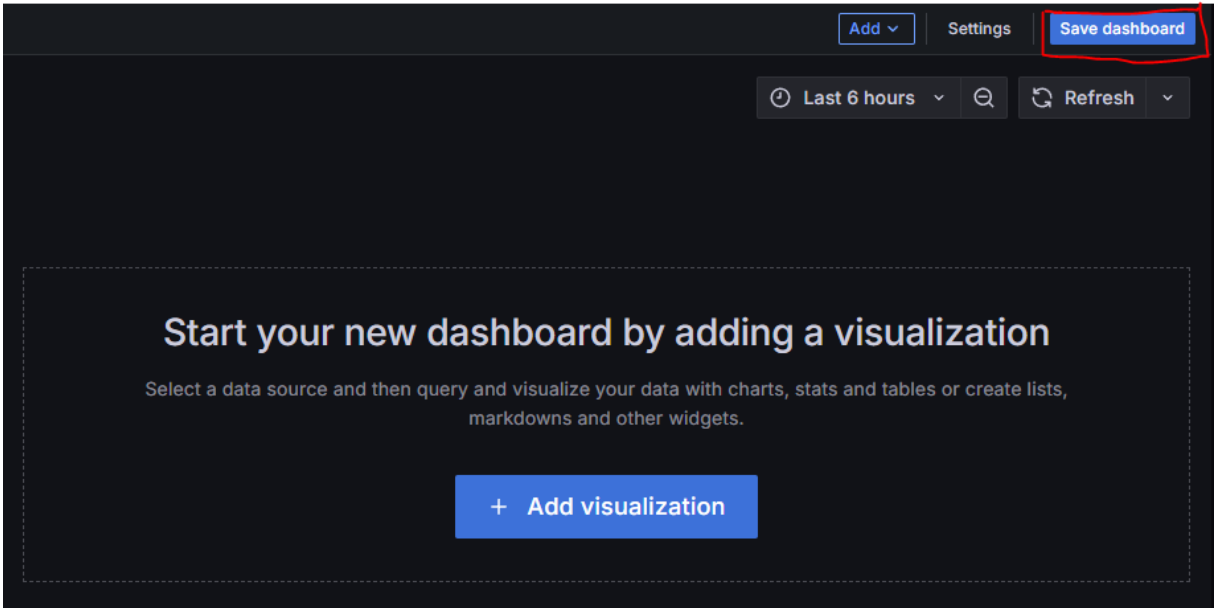 Add
Settings
Save dashboard
Last 6 hours
Refresh
Start your new dashboard by adding a visualization
Select a data source and then query and visualize your data with charts, stats and tables or create lists,
markdowns and other widgets.
+ Add visualization